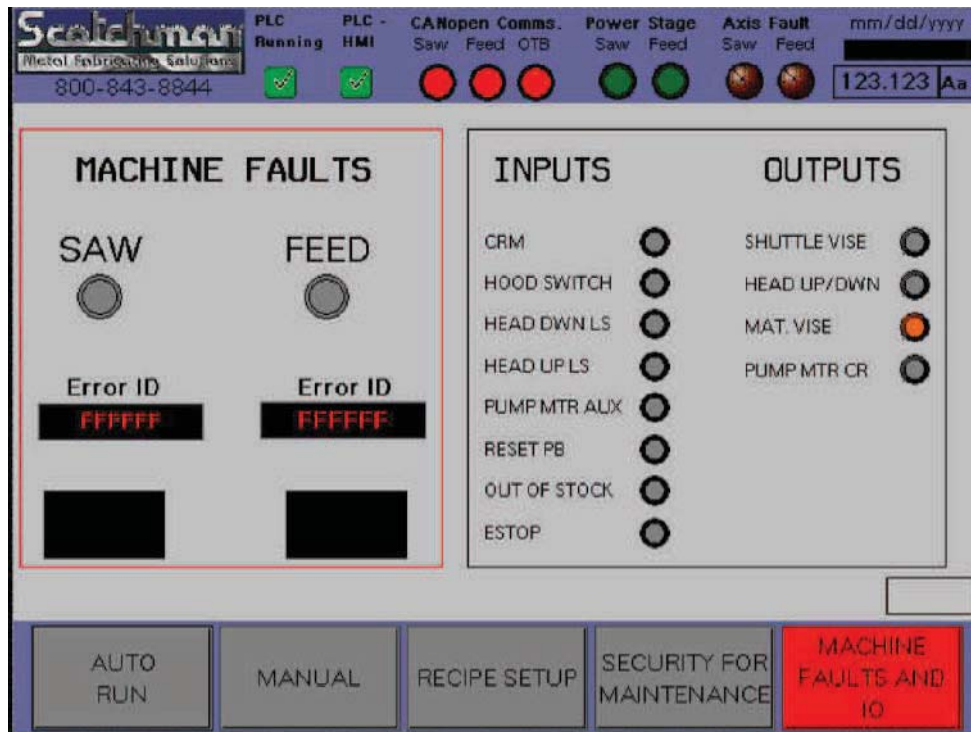 Scotchman
Metal Fabricating Solutions
800-843-8844
PLC Running
PLC - HMI
CANopen Comms.
Saw Feed OTB
Power Stage
Saw Feed
Axis Fault
Saw Feed
mm/dd/yyyy
123.123 Aa
MACHINE FAULTS
SAW FEED
Error ID Error ID
FFFFFF FFFFFF
INPUTS
CRM
HOOD SWITCH
HEAD DWN LS
HEAD UP LS
PUMP MTR AUX
RESET PB
OUT OF STOCK
ESTOP
OUTPUTS
SHUTTLE VISE
HEAD UP/DWN
MAT. VISE
PUMP MTR CR
AUTO
RUN
MANUAL
RECIPE SETUP
SECURITY FOR
MAINTENANCE
MACHINE
FAULTS AND
IO